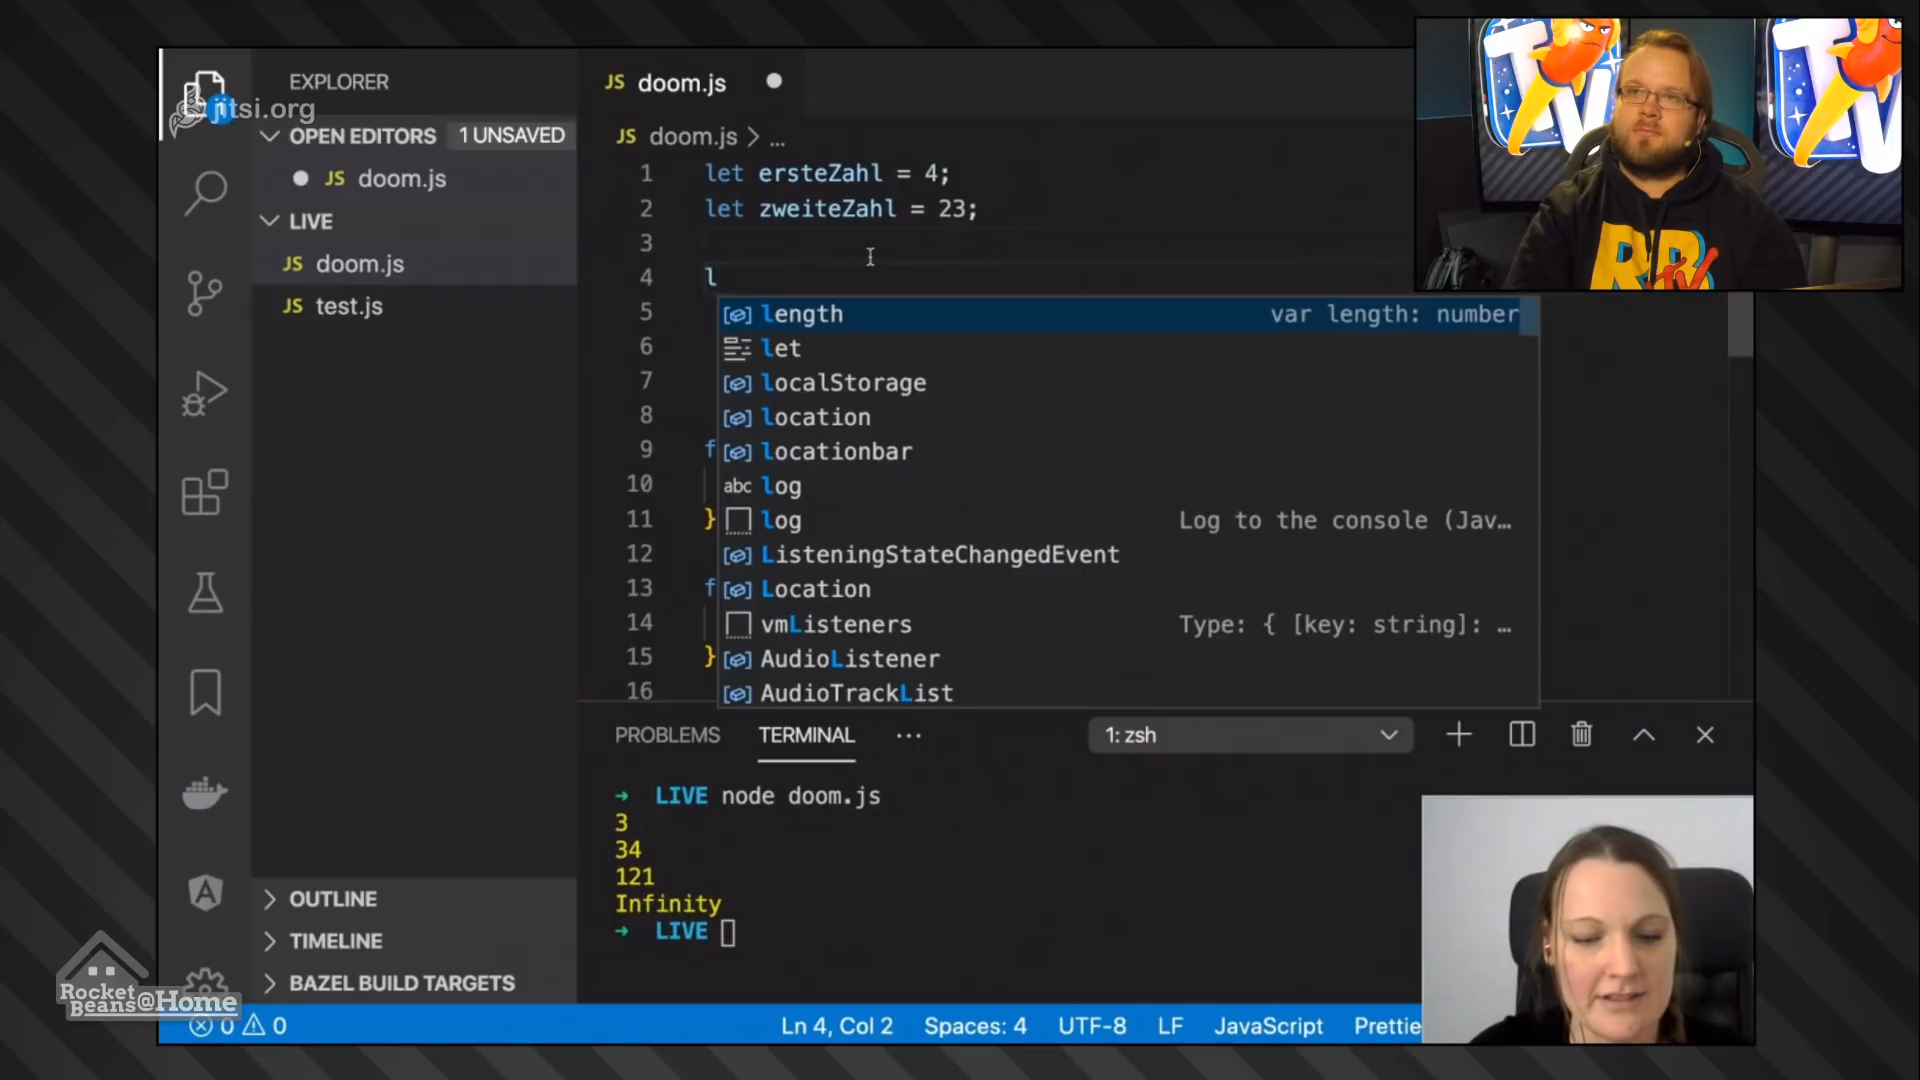 jitsi.org
EXPLORER
OPEN EDITORS 1 UNSAVED
JS doom.js
LIVE
JS doom.js
JS test.js
OUTLINE
TIMELINE
BAZEL BUILD TARGETS
JS doom.js
JS doom.js > ...
1 let ersteZahl = 4;
2 let zweiteZahl = 23;
3
4 l
5 length var length: number
6 let
7 localStorage
8 location
9 f locationbar
10 abc log
11 } log Log to the console (Jav…
12 ListeningStateChangedEvent
13 f Location
14 vmListeners Type: { [key: string]: …
15 } AudioListener
16 AudioTrackList
PROBLEMS TERMINAL ... 1: zsh
→ LIVE node doom.js
3
34
121
Infinity
→ LIVE
0 0 Ln 4, Col 2 Spaces: 4 UTF-8 LF JavaScript Prettie
Rocket
Beans@Home
TV
TV
RBTV